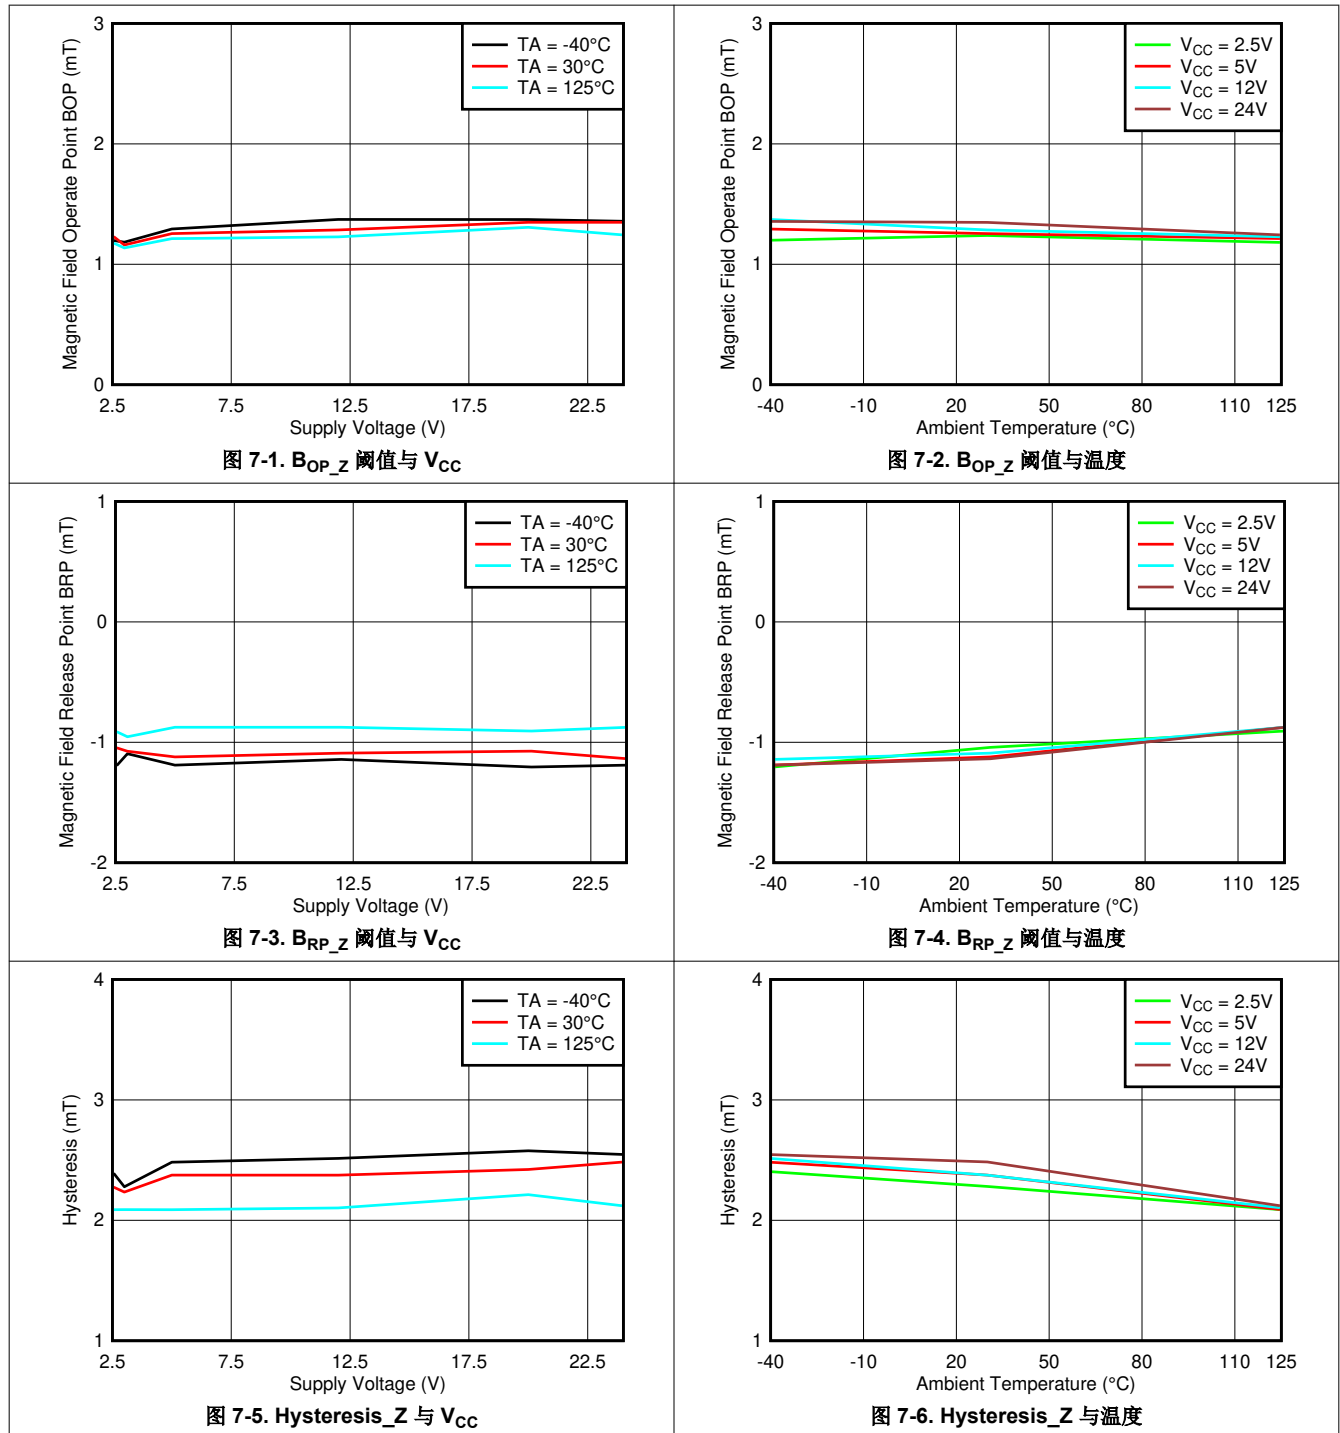 3
2
1
0
Magnetic Field Operate Point BOP (mT)
TA = -40°C
TA = 30°C
TA = 125°C
2.5 7.5 12.5 17.5 22.5
Supply Voltage (V)
图 7-1. BOP_Z 阈值与 VCC
3
2
1
0
Magnetic Field Operate Point BOP (mT)
VCC = 2.5V
VCC = 5V
VCC = 12V
VCC = 24V
-40 -10 20 50 80 110 125
Ambient Temperature (°C)
图 7-2. BOP_Z 阈值与温度
1
0
-1
-2
Magnetic Field Release Point BRP (mT)
TA = -40°C
TA = 30°C
TA = 125°C
2.5 7.5 12.5 17.5 22.5
Supply Voltage (V)
图 7-3. BRP_Z 阈值与 VCC
1
0
-1
-2
Magnetic Field Release Point BRP (mT)
VCC = 2.5V
VCC = 5V
VCC = 12V
VCC = 24V
-40 -10 20 50 80 110 125
Ambient Temperature (°C)
图 7-4. BRP_Z 阈值与温度
4
3
2
1
Hysteresis (mT)
TA = -40°C
TA = 30°C
TA = 125°C
2.5 7.5 12.5 17.5 22.5
Supply Voltage (V)
图 7-5. Hysteresis_Z 与 VCC
4
3
2
1
Hysteresis (mT)
VCC = 2.5V
VCC = 5V
VCC = 12V
VCC = 24V
-40 -10 20 50 80 110 125
Ambient Temperature (°C)
图 7-6. Hysteresis_Z 与温度